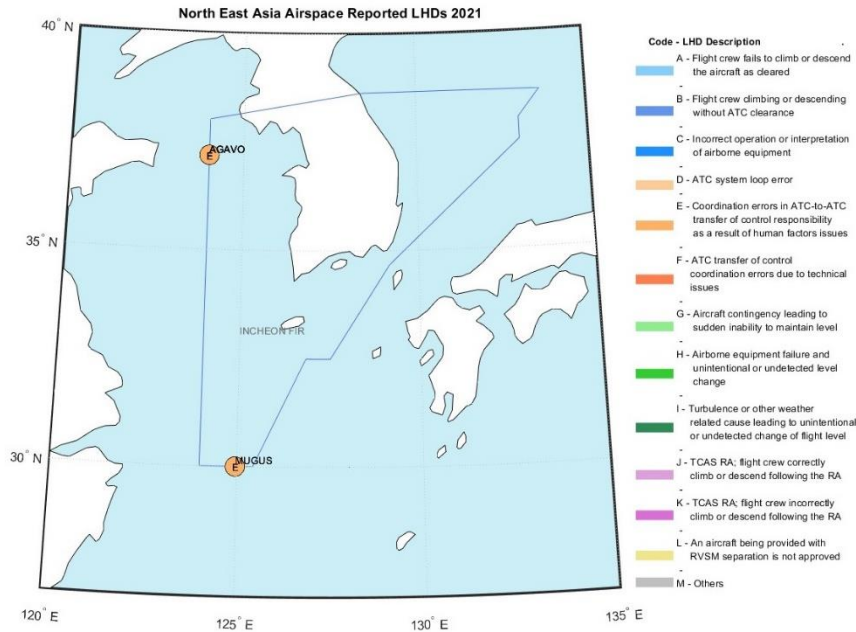 North East Asia Airspace Reported LHDs 2021
40° N
35° N
30° N
120° E
125° E
130° E
135° E
AGAVO
E
INCHEON FIR
MUGUS
E
Code - LHD Description
A - Flight crew fails to climb or descend
the aircraft as cleared
-
B - Flight crew climbing or descending
without ATC clearance
-
C - Incorrect operation or interpretation
of airborne equipment
-
D - ATC system loop error
-
E - Coordination errors in ATC-to-ATC
transfer of control responsibility
as a result of human factors issues
-
F - ATC transfer of control
coordination errors due to technical
issues
-
G - Aircraft contingency leading to
sudden inability to maintain level
-
H - Airborne equipment failure and
unintentional or undetected level
change
-
I - Turbulence or other weather
related cause leading to unintentional
or undetected change of flight level
-
J - TCAS RA; flight crew correctly
climb or descend following the RA
-
K - TCAS RA; flight crew incorrectly
climb or descend following the RA
-
L - An aircraft being provided with
RVSM separation is not approved
-
M - Others